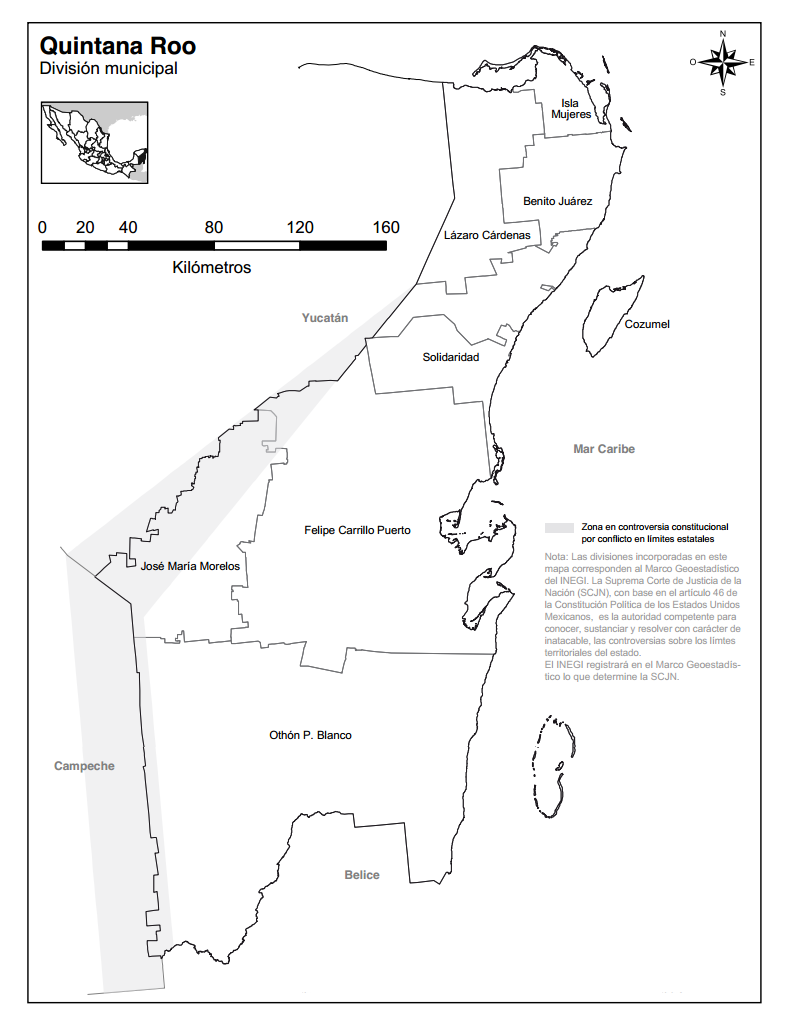 Quintana Roo
División municipal
N
O
E
S
Isla
Mujeres
Benito Juárez
0 20 40 80 120 160
Lázaro Cárdenas
Kilómetros
Yucatán
Cozumel
Solidaridad
Mar Caribe
Felipe Carrillo Puerto
Zona en controversia constitucional
por conflicto en límites estatales
José María Morelos
Nota: Las divisiones incorporadas en este
mapa corresponden al Marco Geoestadístico
del INEGI. La Suprema Corte de Justicia de la
Nación (SCJN), con base en el artículo 46 de
la Constitución Política de los Estados Unidos
Mexicanos, es la autoridad competente para
conocer, sustanciar y resolver con carácter de
inatacable, las controversias sobre los límtes
territoriales del estado.
El INEGI registrará en el Marco Geoestadís-
tico lo que determine la SCJN.
Othón P. Blanco
Campeche
Belice